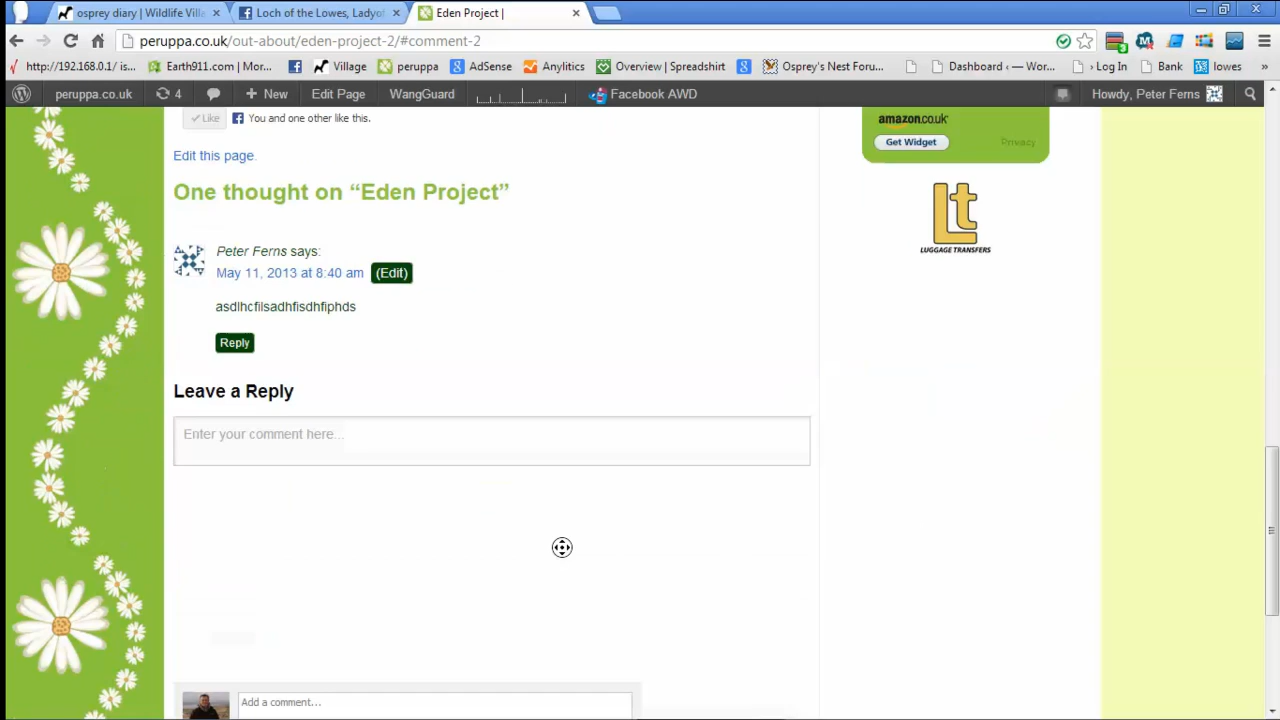 osprey diary | Wildlife Villa
Loch of the Lowes, Ladyof
Eden Project |
peruppa.co.uk/out-about/eden-project-2/#comment-2
http://192.168.0.1/ is...
Earth911.com | Mor...
Village
peruppa
AdSense
Anylitics
Overview | Spreadshirt
Osprey's Nest Foru...
Dashboard ‹ — Wor...
› Log In
Bank
lowes
»
peruppa.co.uk
4
New
Edit Page
WangGuard
Facebook AWD
Howdy, Peter Ferns
Like
You and one other like this.
Edit this page.
One thought on “Eden Project”
Peter Ferns says:
May 11, 2013 at 8:40 am
(Edit)
asdlhcfilsadhfisdhfiphds
Reply
Leave a Reply
Enter your comment here...
Add a comment...
amazon.co.uk
Get Widget
Privacy
Lt
LUGGAGE TRANSFERS